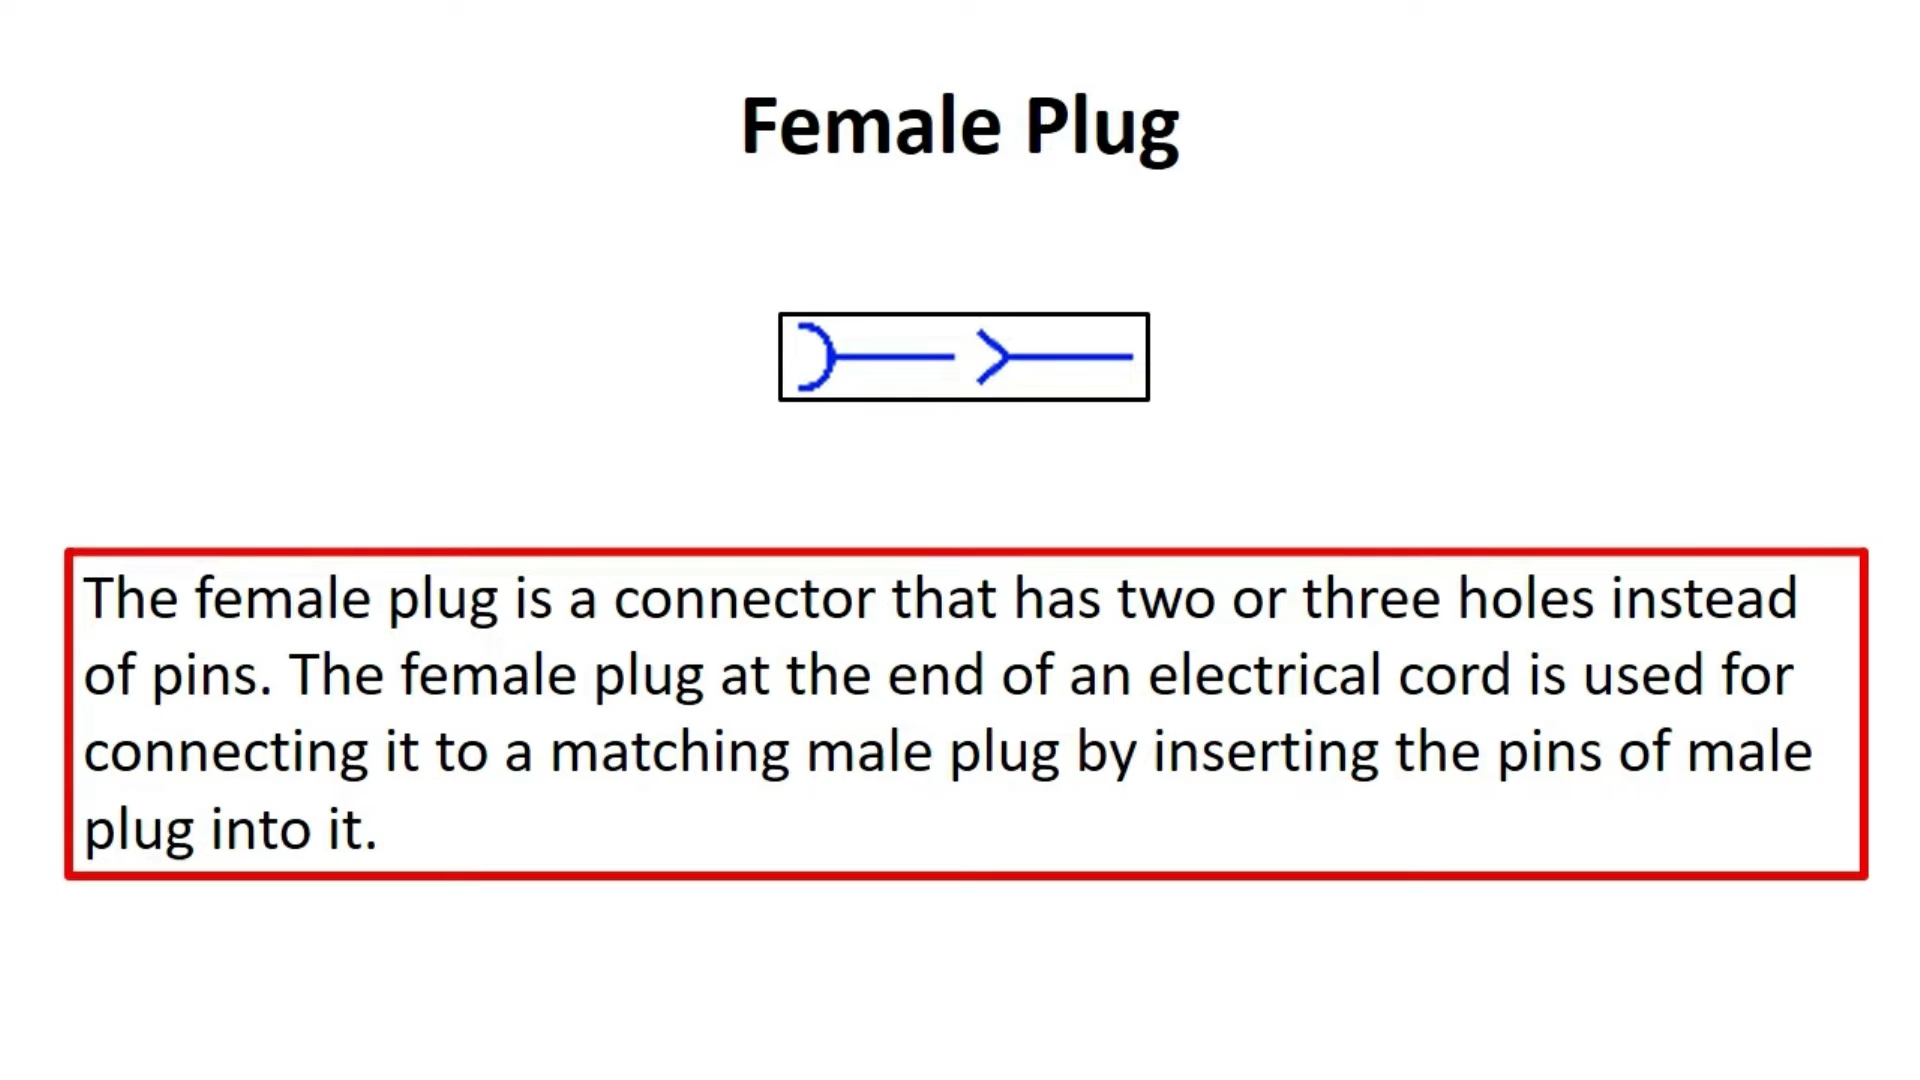 Female Plug
The female plug is a connector that has two or three holes instead
of pins. The female plug at the end of an electrical cord is used for
connecting it to a matching male plug by inserting the pins of male
plug into it.